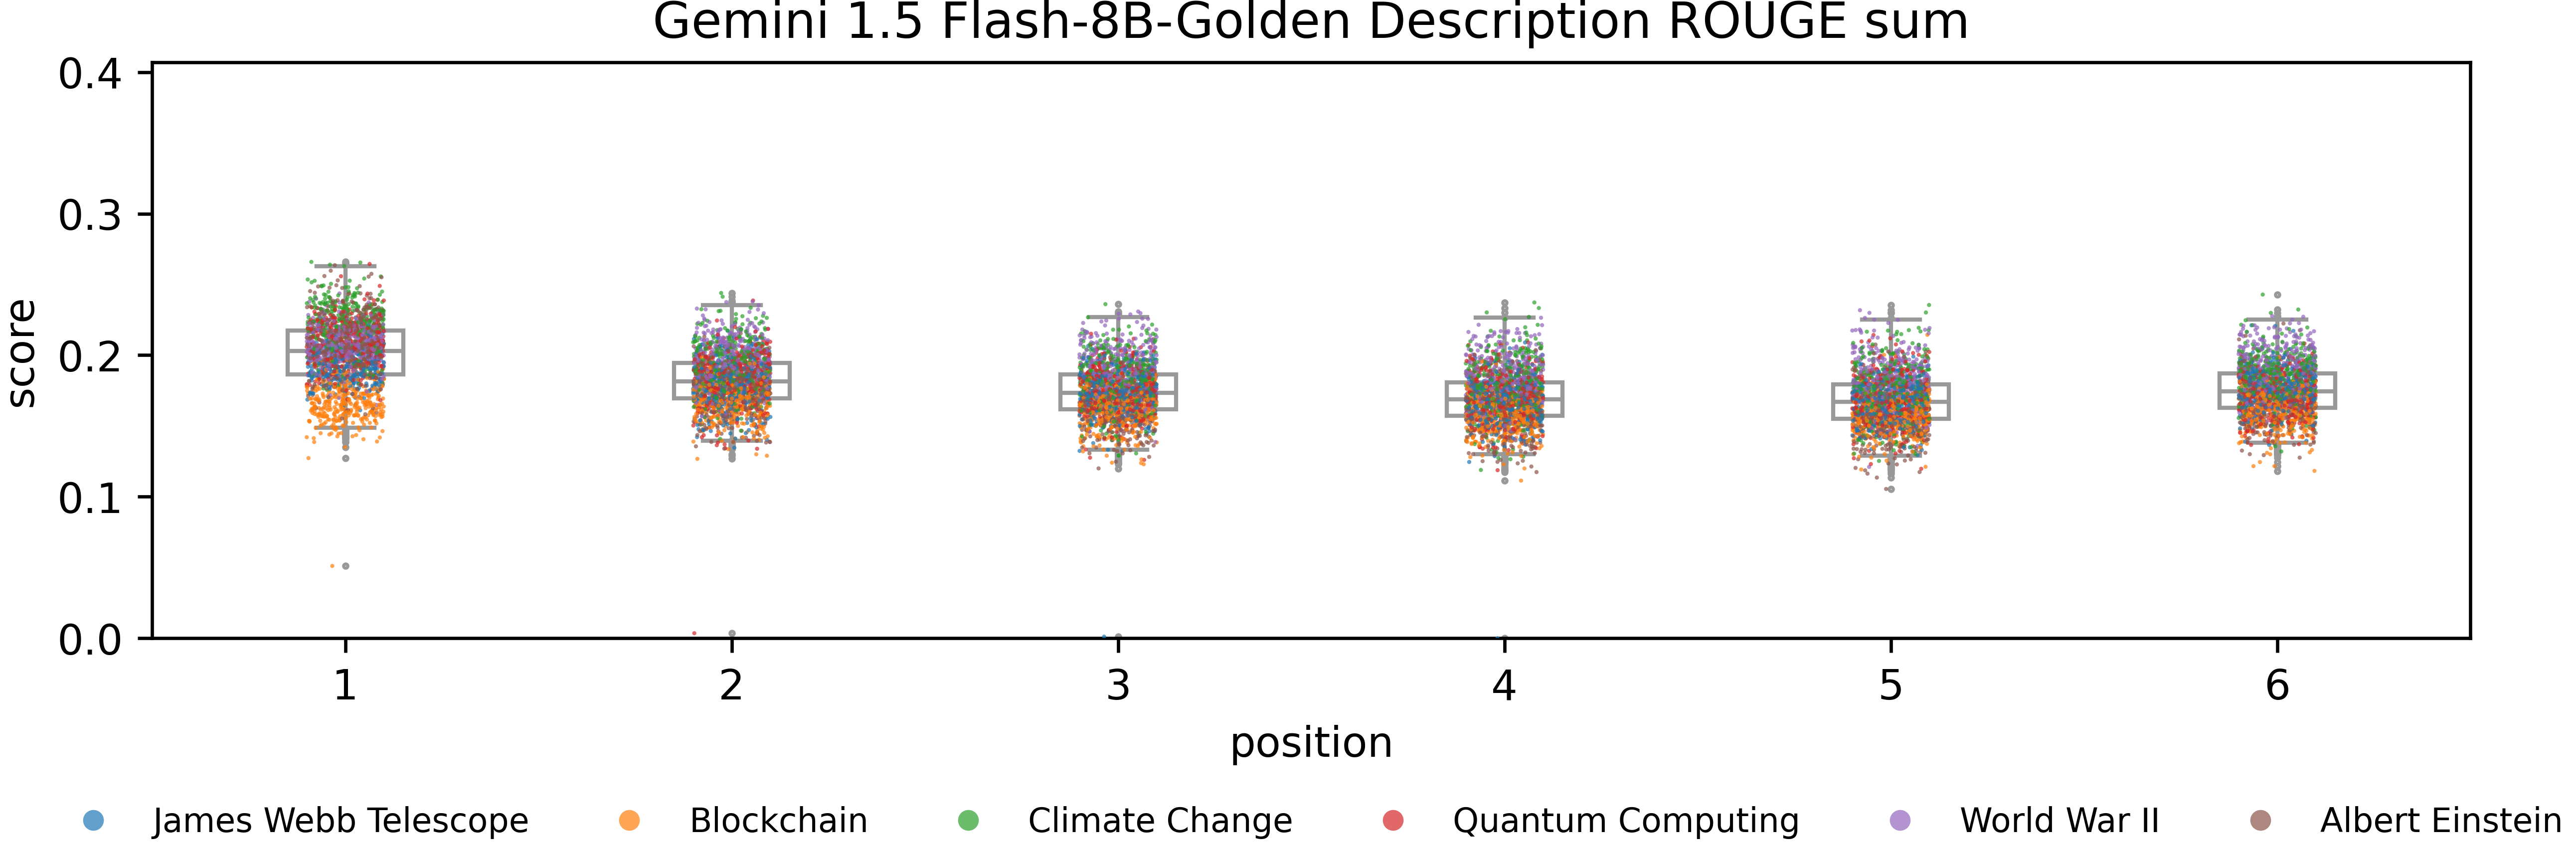 Gemini 1.5 Flash-8B-Golden Description ROUGE sum
0.4
0.3
0.2
0.1
0.0
score
1 2 3 4 5 6
position
James Webb Telescope Blockchain Climate Change Quantum Computing World War II Albert Einstein